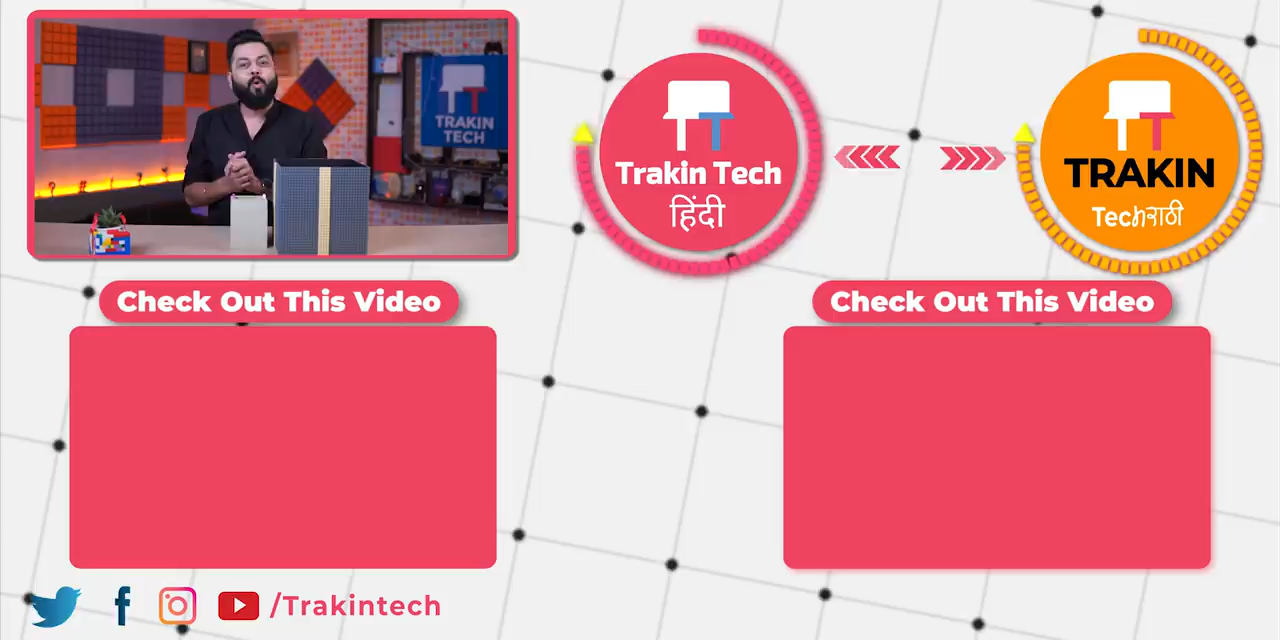 TRAKIN
TECH
Trakin Tech
हिंदी
TRAKIN
Techमराठी
Check Out This Video
Check Out This Video
/Trakintech